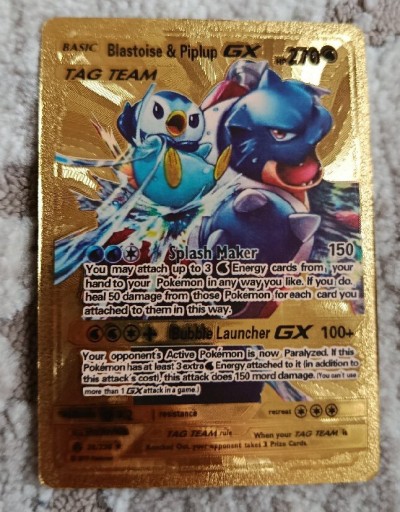 BASIC Blastoise & Piplup GX HP270
TAG TEAM
Splash Maker 150
You may attach up to 3 Energy cards from your
hand to your Pokémon in any way you like. If you do,
heal 50 damage from those Pokémon for each card you
attached to them in this way.
Bubble Launcher GX 100+
Your opponent's Active Pokémon is now Paralyzed. If this
Pokémon has at least 3 extra Energy attached to it (in addition to
this attack's cost), this attack does 150 mord damage. (You can't use
more than 1 GX attack in a game.)
resistance retreat
TAG TEAM rule When your TAG TEAM is
Knocked Out, your opponent takes 3 Prize Cards.